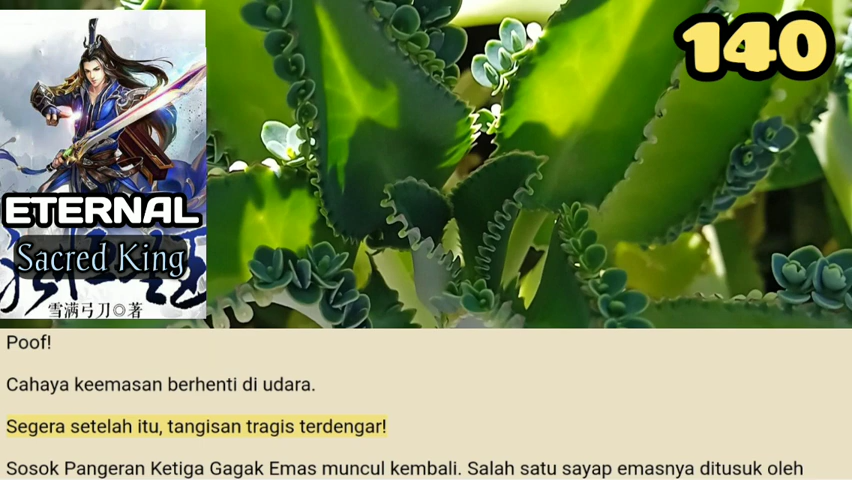 140
ETERNAL
Sacred King
雪满弓刀◎著
Poof!
Cahaya keemasan berhenti di udara.
Segera setelah itu, tangisan tragis terdengar!
Sosok Pangeran Ketiga Gagak Emas muncul kembali. Salah satu sayap emasnya ditusuk oleh